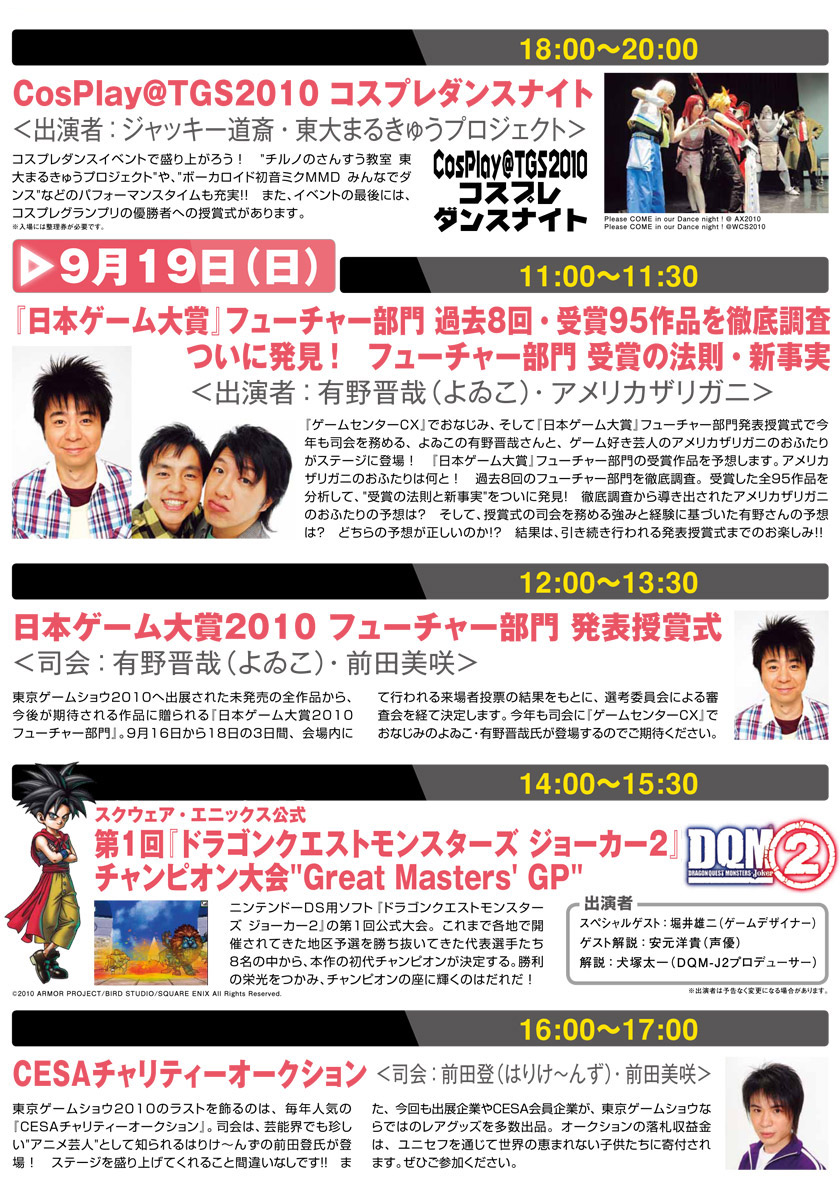 18:00〜20:00
CosPlay@TGS2010 コスプレダンスナイト
＜出演者：ジャッキー道斎・東大まるきゅうプロジェクト＞
コスプレダンスイベントで盛り上がろう！　"チルノのさんすう教室 東
大まるきゅうプロジェクト"や、"ボーカロイド初音ミクMMD みんなでダ
ンス"などのパフォーマンスタイムも充実!!　また、イベントの最後には、
コスプレグランプリの優勝者への授賞式があります。
※入場には整理券が必要です。
CosPlay@TGS2010
コスプレ
ダンスナイト
Please COME in our Dance night ! @ AX2010
Please COME in our Dance night ! @WCS2010
9月19日（日）
11:00〜11:30
『日本ゲーム大賞』フューチャー部門 過去8回・受賞95作品を徹底調査
ついに発見！　フューチャー部門 受賞の法則・新事実
＜出演者：有野晋哉（よゐこ）・アメリカザリガニ＞
『ゲームセンターCX』でおなじみ、そして『日本ゲーム大賞』フューチャー部門発表授賞式で今
年も司会を務める、よゐこの有野晋哉さんと、ゲーム好き芸人のアメリカザリガニのおふたり
がステージに登場！　『日本ゲーム大賞』フューチャー部門の受賞作品を予想します。アメリカ
ザリガニのおふたりは何と！　過去8回のフューチャー部門を徹底調査。受賞した全95作品を
分析して、"受賞の法則と新事実"をついに発見！　徹底調査から導き出されたアメリカザリガニ
のおふたりの予想は？　そして、授賞式の司会を務める強みと経験に基づいた有野さんの予想
は？　どちらの予想が正しいのか!?　結果は、引き続き行われる発表授賞式までのお楽しみ!!
12:00〜13:30
日本ゲーム大賞2010 フューチャー部門 発表授賞式
＜司会：有野晋哉（よゐこ）・前田美咲＞
東京ゲームショウ2010へ出展された未発売の全作品から、
今後が期待される作品に贈られる『日本ゲーム大賞2010
フューチャー部門』。9月16日から18日の3日間、会場内に
て行われる来場者投票の結果をもとに、選考委員会による審
査会を経て決定します。今年も司会に『ゲームセンターCX』で
おなじみのよゐこ・有野晋哉氏が登場するのでご期待ください。
14:00〜15:30
スクウェア・エニックス公式
第1回『ドラゴンクエストモンスターズ ジョーカー2』
チャンピオン大会"Great Masters' GP"
DQM 2
DRAGON QUEST MONSTERS Joker
ニンテンドーDS用ソフト『ドラゴンクエストモンスター
ズ ジョーカー2』の第1回公式大会。これまで各地で開
催されてきた地区予選を勝ち抜いてきた代表選手たち
8名の中から、本作の初代チャンピオンが決定する。勝利
の栄光をつかみ、チャンピオンの座に輝くのはだれだ！
出演者
スペシャルゲスト：堀井雄二（ゲームデザイナー）
ゲスト解説：安元洋貴（声優）
解説：犬塚太一（DQM-J2プロデューサー）
©2010 ARMOR PROJECT/BIRD STUDIO/SQUARE ENIX All Rights Reserved.
※出演者は予告なく変更になる場合があります。
16:00〜17:00
CESAチャリティーオークション ＜司会：前田登（はりけ〜んず）・前田美咲＞
東京ゲームショウ2010のラストを飾るのは、毎年人気の
『CESAチャリティーオークション』。司会は、芸能界でも珍し
い"アニメ芸人"として知られるはりけ〜んずの前田登氏が登
場！　ステージを盛り上げてくれること間違いなしです!!　ま
た、今回も出展企業やCESA会員企業が、東京ゲームショウな
らではのレアグッズを多数出品。オークションの落札収益金
は、ユニセフを通じて世界の恵まれない子供たちに寄付され
ます。ぜひご参加ください。